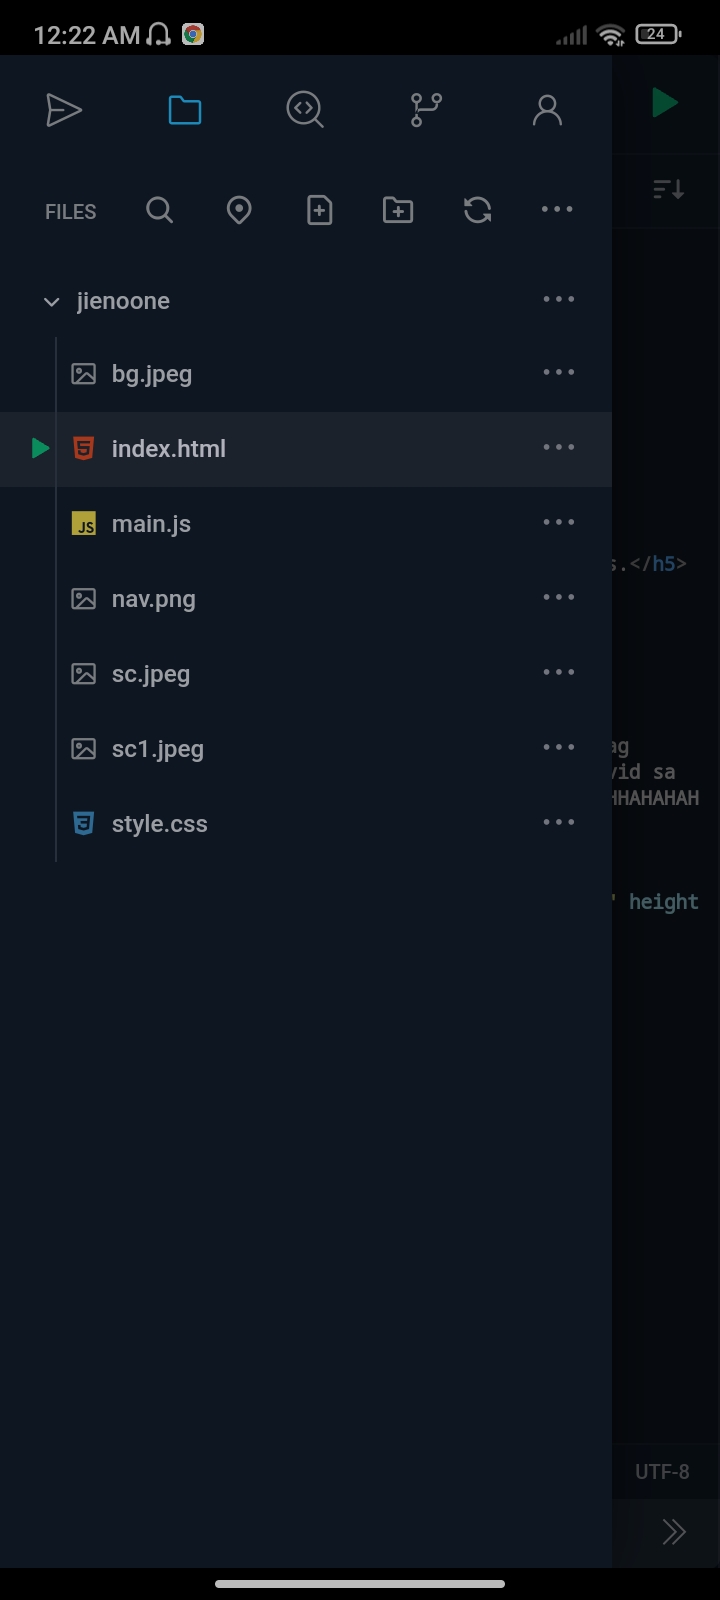 12:22 AM
24
FILES
jienoone
bg.jpeg
index.html
JS main.js
s.</h5>
nav.png
sc.jpeg
ag
sc1.jpeg
vid sa
HHAHAHAH
style.css
" height
UTF-8